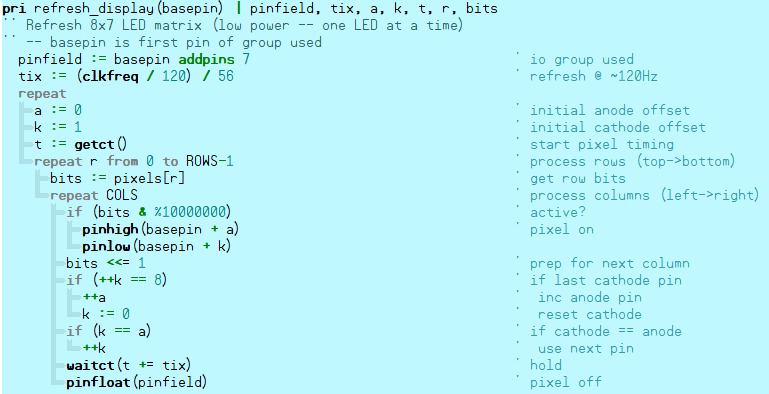 pri refresh_display(basepin) | pinfield, tix, a, k, t, r, bits
'' Refresh 8x7 LED matrix (low power -- one LED at a time)
'' -- basepin is first pin of group used
pinfield := basepin addpins 7 ' io group used
tix := (clkfreq / 120) / 56 ' refresh @ ~120Hz
repeat
a := 0 ' initial anode offset
k := 1 ' initial cathode offset
t := getct() ' start pixel timing
repeat r from 0 to ROWS-1 ' process rows (top->bottom)
bits := pixels[r] ' get row bits
repeat COLS ' process columns (left->right)
if (bits & %10000000) ' active?
pinhigh(basepin + a) ' pixel on
pinlow(basepin + k)
bits <<= 1 ' prep for next column
if (++k == 8) ' if last cathode pin
++a ' inc anode pin
k := 0 ' reset cathode
if (k == a) ' if cathode == anode
++k ' use next pin
waitct(t += tix) ' hold
pinfloat(pinfield) ' pixel off